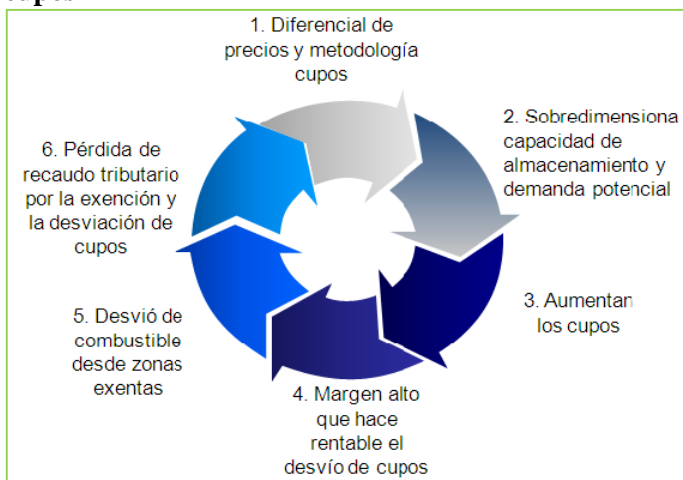 1. Diferencial de
precios y metodología
cupos
2. Sobredimensiona
capacidad de
almacenamiento y
demanda potencial
3. Aumentan
los cupos
4. Margen alto
que hace
rentable el
desvío de cupos
5. Desvió de
combustible
desde zonas
exentas
6. Pérdida de
recaudo tributario
por la exención y
la desviación de
cupos